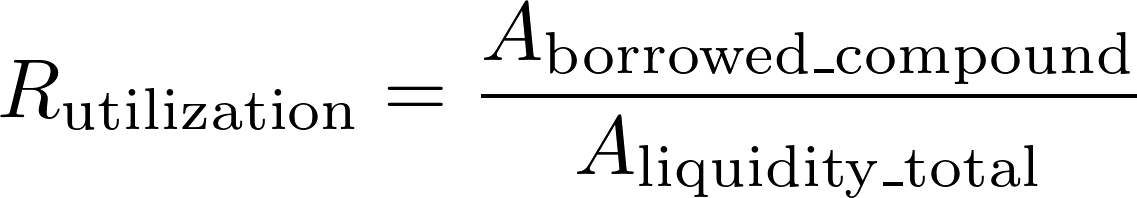 R_utilization = A_borrowed_compound / A_liquidity_total